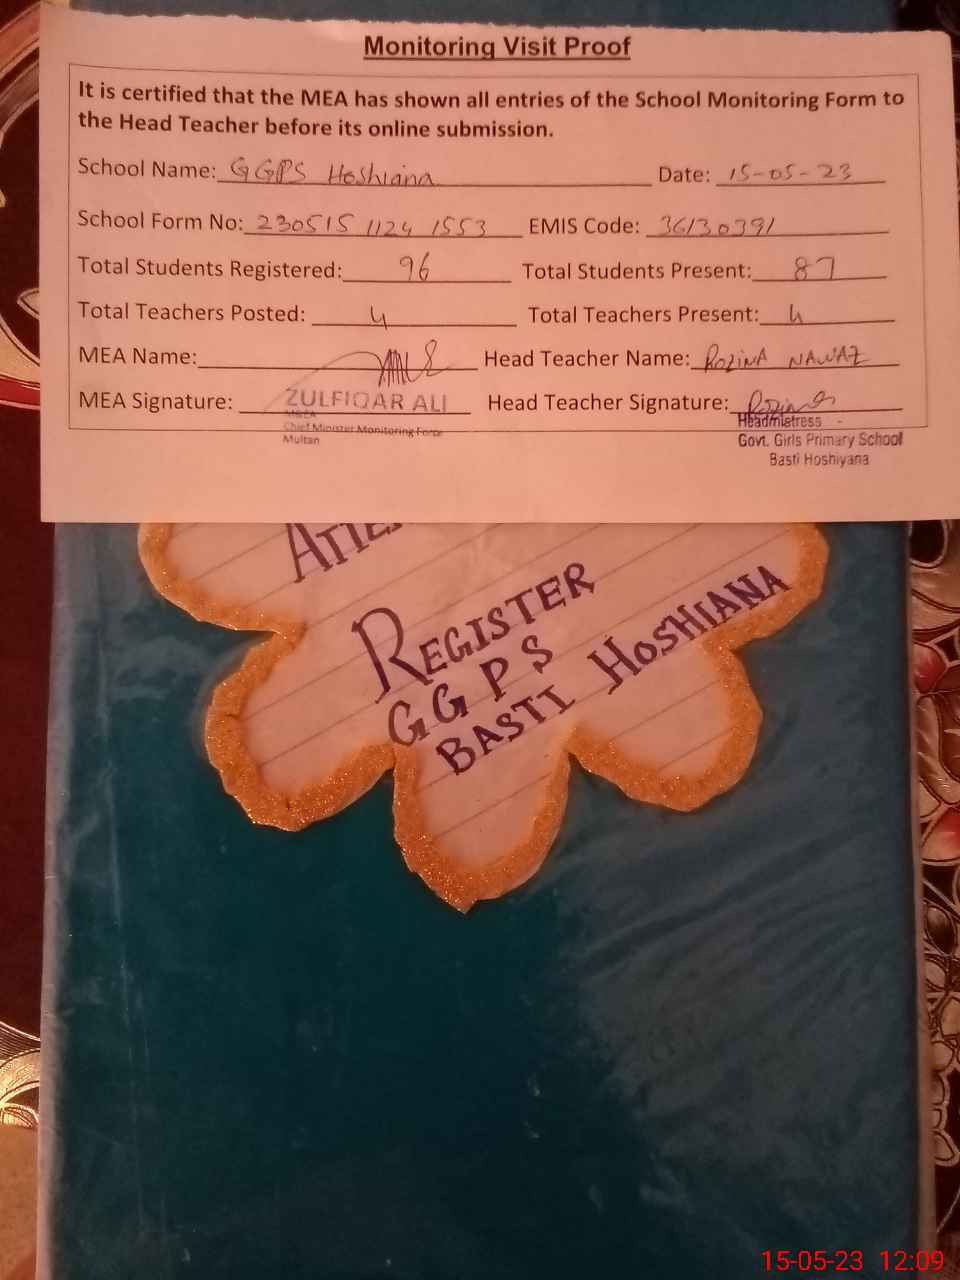 Monitoring Visit Proof
It is certified that the MEA has shown all entries of the School Monitoring Form to
the Head Teacher before its online submission.
School Name: GGPS Hoshiana Date: 15-05-23
School Form No: 230515 1124 1553 EMIS Code: 36130391
Total Students Registered: 96 Total Students Present: 87
Total Teachers Posted: 4 Total Teachers Present: 4
MEA Name: Head Teacher Name: ROZINA NAWAZ
MEA Signature: ZULFIQAR ALI Head Teacher Signature: Rozina
M&EA
Chief Minister Monitoring Force
Multan
Headmistress
Govt. Girls Primary School
Basti Hoshiyana
REGISTER
GGPS
BASTI HOSHIANA
15-05-23 12:09